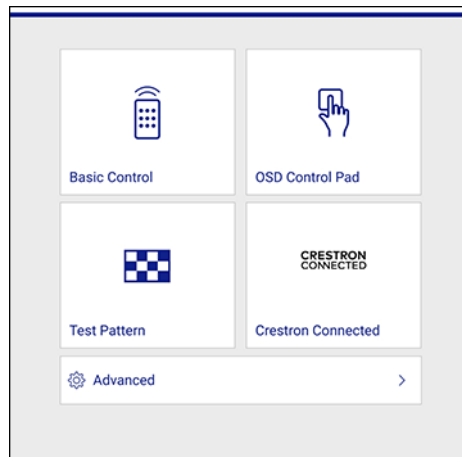 Basic Control
OSD Control Pad
CRESTRON
CONNECTED
Test Pattern
Crestron Connected
Advanced